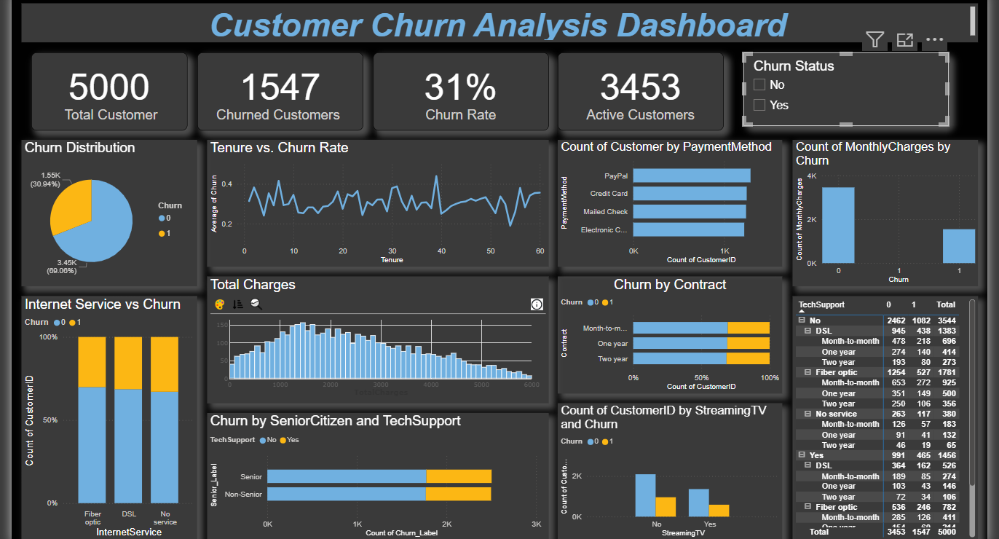 Customer Churn Analysis Dashboard
5000
Total Customer
1547
Churned Customers
31%
Churn Rate
3453
Active Customers
Churn Status
No
Yes
Churn Distribution
1.55K
(30.94%)
3.45K
(69.06%)
Churn
0
1
Tenure vs. Churn Rate
Average of Churn
0.4
0.2
0 10 20 30 40 50 60
Tenure
Count of Customer by PaymentMethod
PaymentMethod
PayPal
Credit Card
Mailed Check
Electronic C...
0K 1K
Count of CustomerID
Count of MonthlyCharges by
Churn
Count of MonthlyCharges
4K
2K
0K
0 1 1
Churn
Internet Service vs Churn
Churn 0 1
Count of CustomerID
100%
50%
0%
Fiber
optic
DSL
No
service
InternetService
Total Charges
150
100
50
0
0 1000 2000 3000 4000 5000 6000
TotalCharges
Churn by Contract
Churn 0 1
Contract
Month-to-m...
One year
Two year
0% 50% 100%
Count of CustomerID
Churn by SeniorCitizen and TechSupport
TechSupport No Yes
Senior_Label
Senior
Non-Senior
0K 1K 2K 3K
Count of Churn_Label
Count of CustomerID by StreamingTV
and Churn
Churn 0 1
Count of Custo...
2K
0K
No Yes
StreamingTV
TechSupport 0 1 Total
No 2462 1082 3544
DSL 945 438 1383
Month-to-month 478 218 696
One year 274 140 414
Two year 193 80 273
Fiber optic 1254 527 1781
Month-to-month 653 272 925
One year 351 149 500
Two year 250 106 356
No service 263 117 380
Month-to-month 126 57 183
One year 91 41 132
Two year 46 19 65
Yes 991 465 1456
DSL 364 162 526
Month-to-month 189 85 274
One year 103 43 146
Two year 72 34 106
Fiber optic 536 246 782
Month-to-month 285 126 411
Total 3453 1547 5000